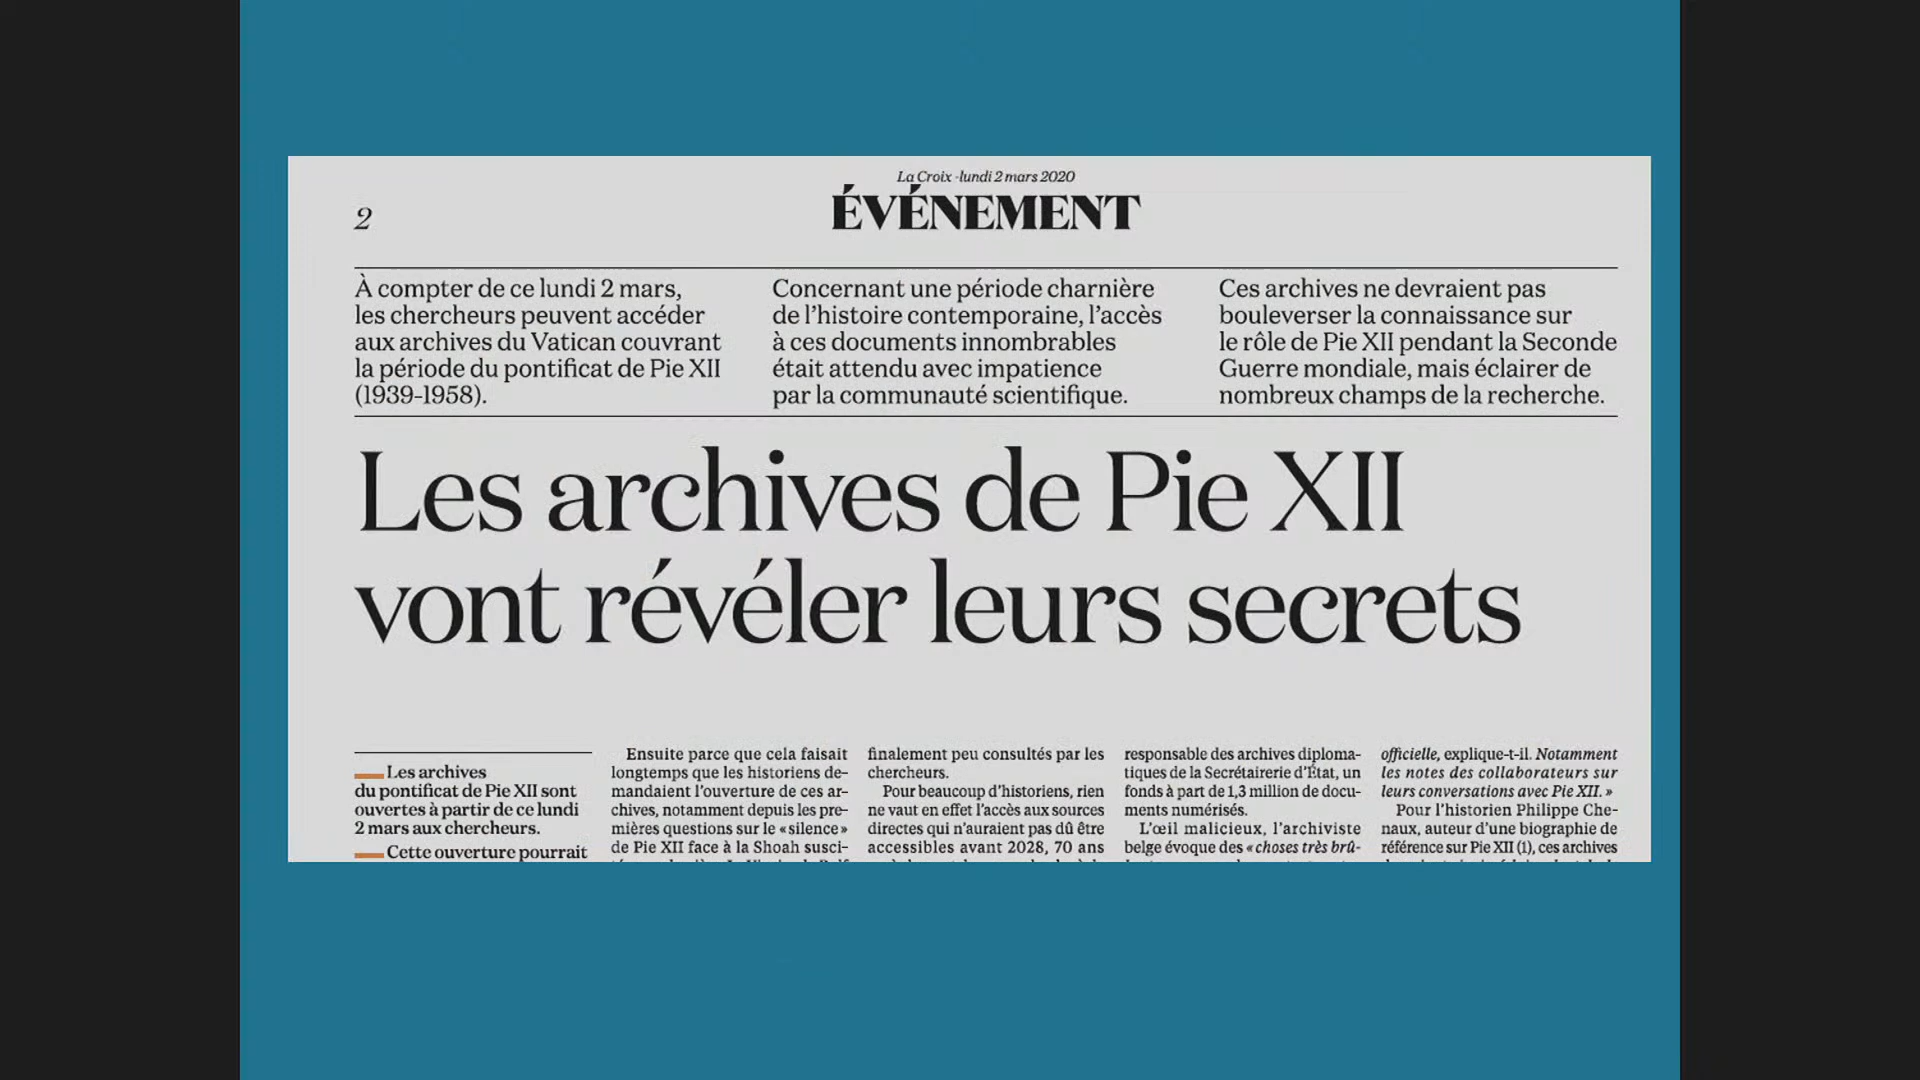 La Croix -lundi 2 mars 2020
2
ÉVÉNEMENT
À compter de ce lundi 2 mars,
les chercheurs peuvent accéder
aux archives du Vatican couvrant
la période du pontificat de Pie XII
(1939-1958).
Concernant une période charnière
de l’histoire contemporaine, l’accès
à ces documents innombrables
était attendu avec impatience
par la communauté scientifique.
Ces archives ne devraient pas
bouleverser la connaissance sur
le rôle de Pie XII pendant la Seconde
Guerre mondiale, mais éclairer de
nombreux champs de la recherche.
Les archives de Pie XII
vont révéler leurs secrets
Les archives
du pontificat de Pie XII sont
ouvertes à partir de ce lundi
2 mars aux chercheurs.
Cette ouverture pourrait
Ensuite parce que cela faisait
longtemps que les historiens de-
mandaient l’ouverture de ces ar-
chives, notamment depuis les pre-
mières questions sur le «silence»
de Pie XII face à la Shoah susci-
finalement peu consultés par les
chercheurs.
Pour beaucoup d’historiens, rien
ne vaut en effet l’accès aux sources
directes qui n’auraient pas dû être
accessibles avant 2028, 70 ans
responsable des archives diploma-
tiques de la Secrétairerie d’État, un
fonds à part de 1,3 million de docu-
ments numérisés.
L’œil malicieux, l’archiviste
belge évoque des «choses très brû-
officielle, explique-t-il. Notamment
les notes des collaborateurs sur
leurs conversations avec Pie XII. »
Pour l’historien Philippe Che-
naux, auteur d’une biographie de
référence sur Pie XII (1), ces archives